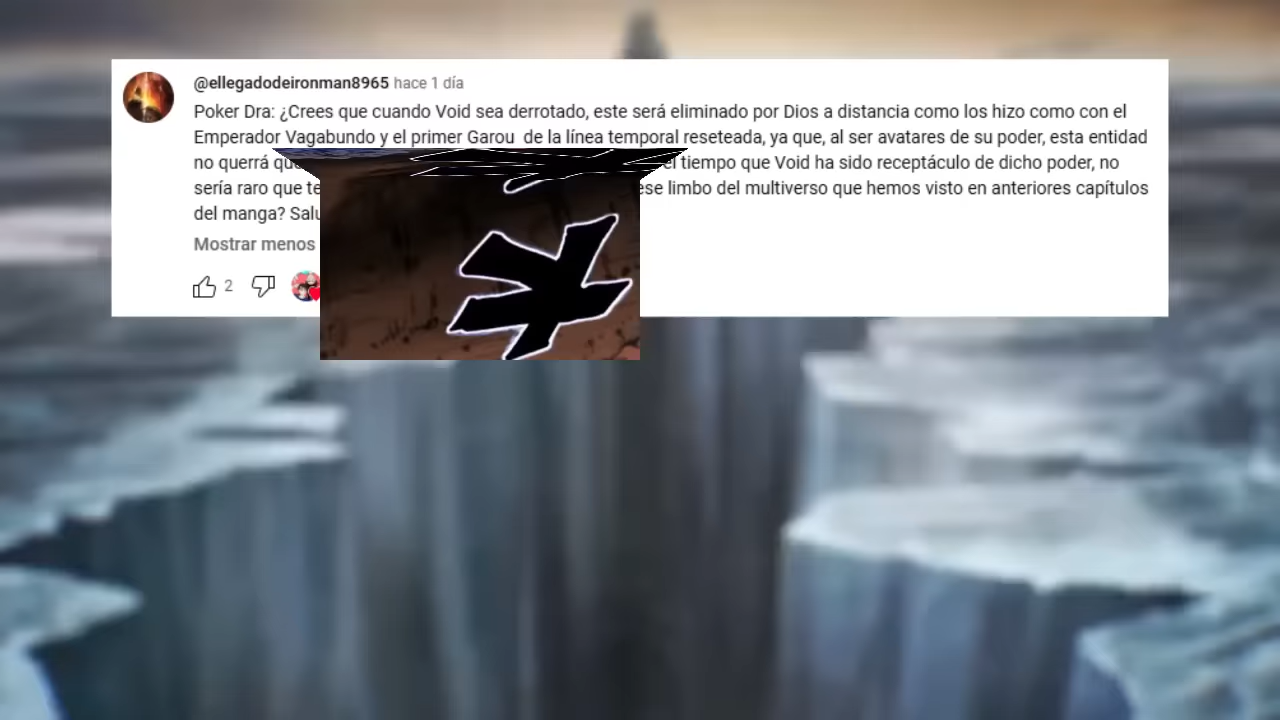 @ellegadodeironman8965 hace 1 día
Poker Dra: ¿Crees que cuando Void sea derrotado, este será eliminado por Dios a distancia como los hizo como con el
Emperador Vagabundo y el primer Garou de la línea temporal reseteada, ya que, al ser avatares de su poder, esta entidad
no querrá el tiempo que Void ha sido receptáculo de dicho poder, no
sería raro que ese limbo del multiverso que hemos visto en anteriores capítulos
del manga?
Mostrar menos
2